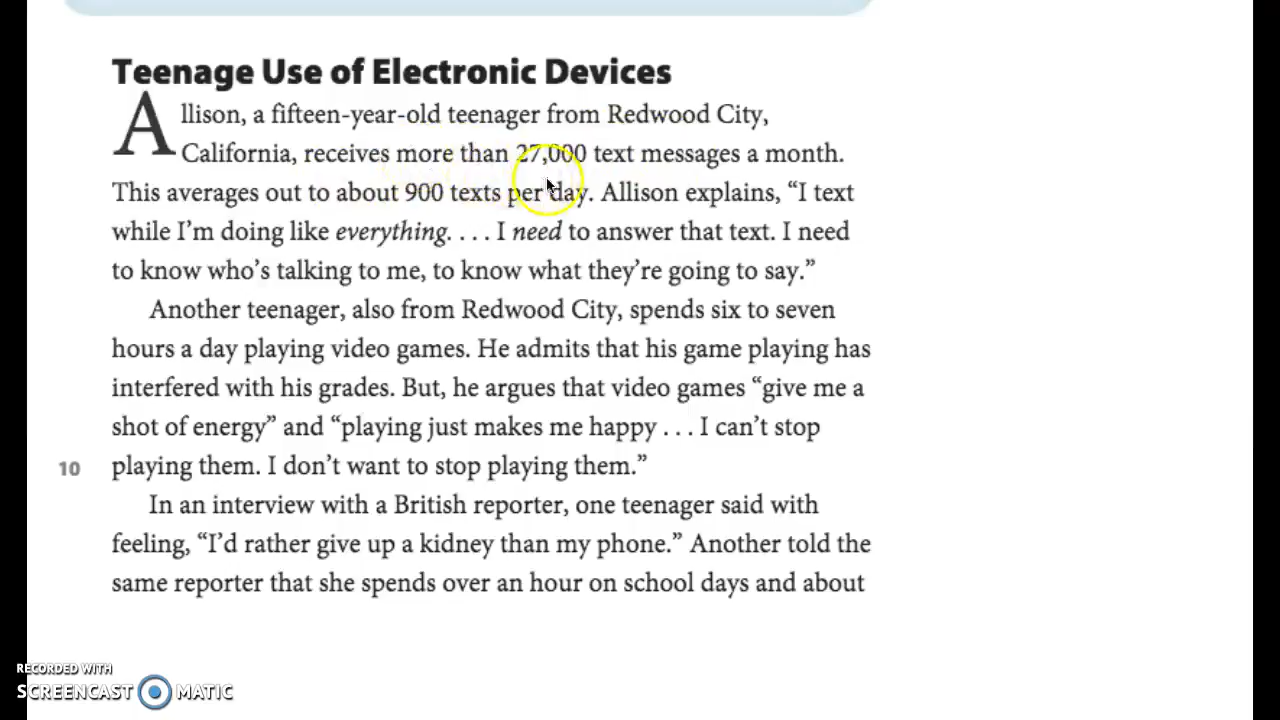 Teenage Use of Electronic Devices
Allison, a fifteen-year-old teenager from Redwood City,
California, receives more than 27,000 text messages a month.
This averages out to about 900 texts per day. Allison explains, “I text
while I’m doing like everything. . . . I need to answer that text. I need
to know who’s talking to me, to know what they’re going to say.”
Another teenager, also from Redwood City, spends six to seven
hours a day playing video games. He admits that his game playing has
interfered with his grades. But, he argues that video games “give me a
shot of energy” and “playing just makes me happy . . . I can’t stop
10 playing them. I don’t want to stop playing them.”
In an interview with a British reporter, one teenager said with
feeling, “I’d rather give up a kidney than my phone.” Another told the
same reporter that she spends over an hour on school days and about
RECORDED WITH
SCREENCAST MATIC